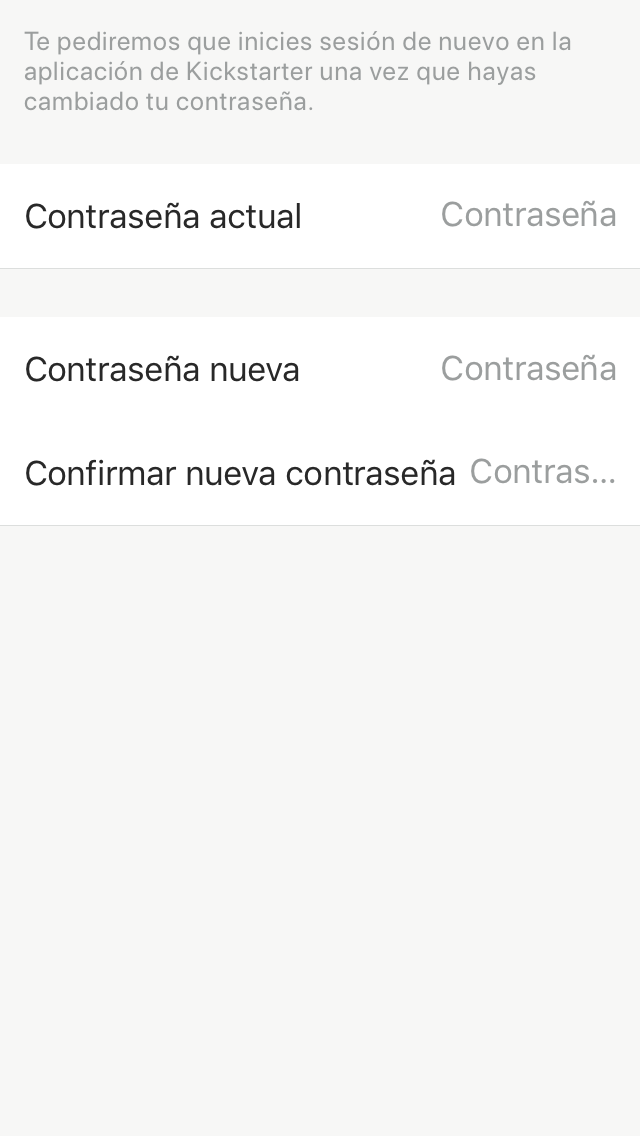 Te pediremos que inicies sesión de nuevo en la
aplicación de Kickstarter una vez que hayas
cambiado tu contraseña.
Contraseña actual Contraseña
Contraseña nueva Contraseña
Confirmar nueva contraseña Contras...